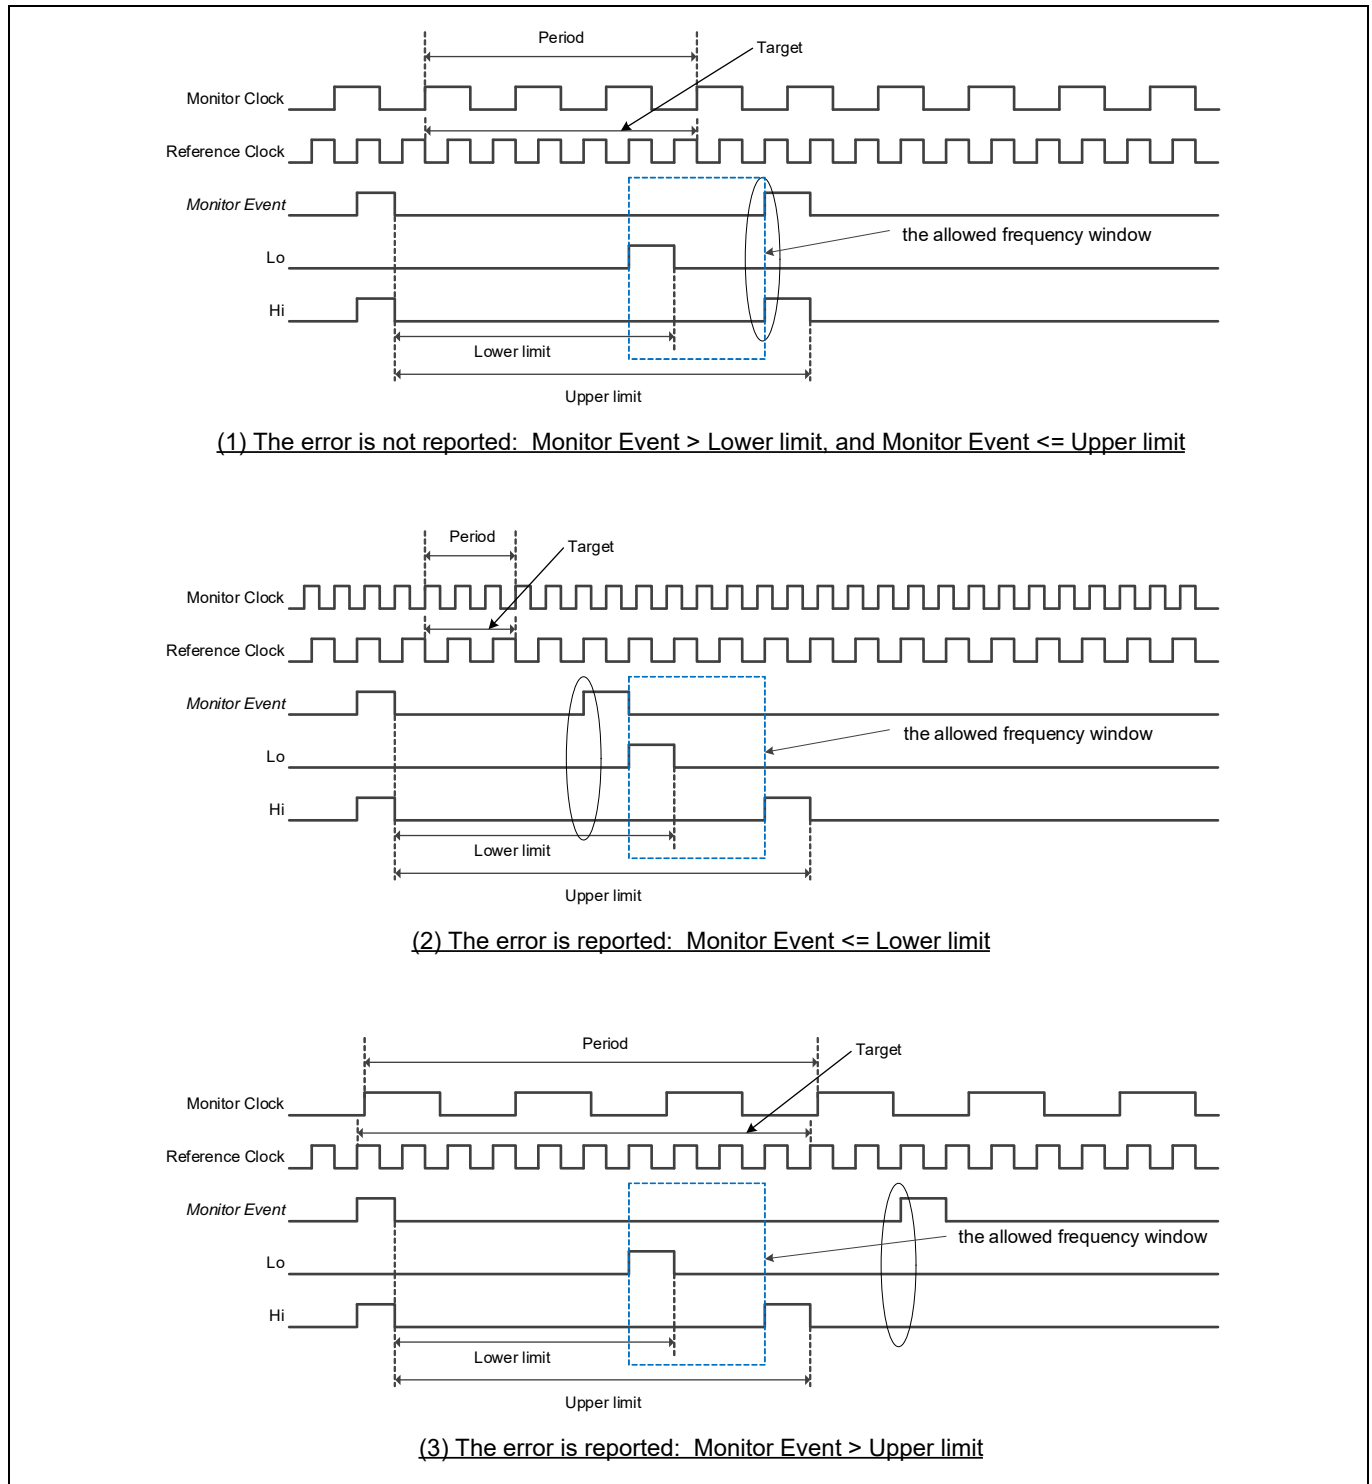 Period
Target
Monitor Clock
Reference Clock
Monitor Event
the allowed frequency window
Lo
Hi
Lower limit
Upper limit
(1) The error is not reported:  Monitor Event > Lower limit, and Monitor Event <= Upper limit
Period
Target
Monitor Clock
Reference Clock
Monitor Event
the allowed frequency window
Lo
Hi
Lower limit
Upper limit
(2) The error is reported:  Monitor Event <= Lower limit
Period
Target
Monitor Clock
Reference Clock
Monitor Event
the allowed frequency window
Lo
Hi
Lower limit
Upper limit
(3) The error is reported:  Monitor Event > Upper limit